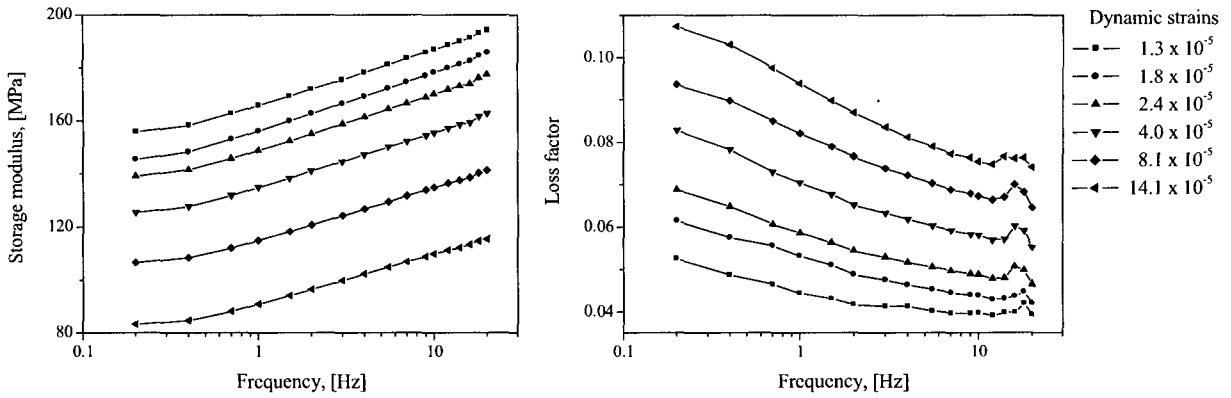 Storage modulus, [MPa]
200
160
120
80
0.1
1
10
Frequency, [Hz]
Loss factor
0.10
0.08
0.06
0.04
0.1
1
10
Frequency, [Hz]
Dynamic strains
1.3 x 10⁻⁵
1.8 x 10⁻⁵
2.4 x 10⁻⁵
4.0 x 10⁻⁵
8.1 x 10⁻⁵
14.1 x 10⁻⁵